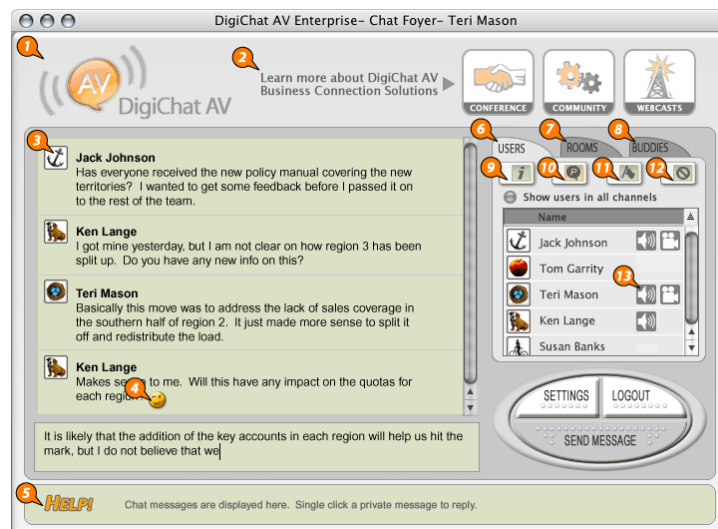 DigiChat AV Enterprise- Chat Foyer- Teri Mason
1
AV
DigiChat AV
2
Learn more about DigiChat AV
Business Connection Solutions
CONFERENCE
COMMUNITY
WEBCASTS
3
Jack Johnson
Has everyone received the new policy manual covering the new
territories? I wanted to get some feedback before I passed it on
to the rest of the team.
Ken Lange
I got mine yesterday, but I am not clear on how region 3 has been
split up. Do you have any new info on this?
Teri Mason
Basically this move was to address the lack of sales coverage in
the southern half of region 2. It just made more sense to split it
off and redistribute the load.
Ken Lange
Makes to me. Will this have any impact on the quotas for
each region
4
It is likely that the addition of the key accounts in each region will help us hit the
mark, but I do not believe that we
6
USERS
7
ROOMS
8
BUDDIES
9
i
10
P
11
A
12
Show users in all channels
Name
Jack Johnson
Tom Garrity
13
Teri Mason
Ken Lange
Susan Banks
SETTINGS
LOGOUT
SEND MESSAGE
5
HELP!
Chat messages are displayed here. Single click a private message to reply.